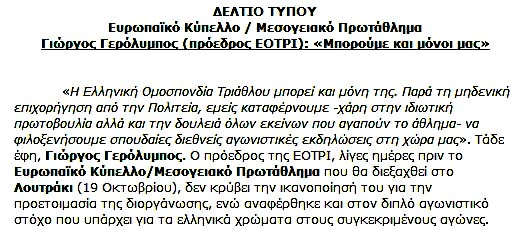 ΔΕΛΤΙΟ ΤΥΠΟΥ
Ευρωπαϊκό Κύπελλο / Μεσογειακό Πρωτάθλημα
Γιώργος Γερόλυμπος (πρόεδρος ΕΟΤΡΙ): «Μπορούμε και μόνοι μας»
«Η Ελληνική Ομοσπονδία Τριάθλου μπορεί και μόνη της. Παρά τη μηδενική
επιχορήγηση από την Πολιτεία, εμείς καταφέρνουμε -χάρη στην ιδιωτική
πρωτοβουλία αλλά και την δουλειά όλων εκείνων που αγαπούν το άθλημα- να
φιλοξενήσουμε σπουδαίες διεθνείς αγωνιστικές εκδηλώσεις στη χώρα μας». Τάδε
έφη, Γιώργος Γερόλυμπος. Ο πρόεδρος της ΕΟΤΡΙ, λίγες ημέρες πριν το
Ευρωπαϊκό Κύπελλο/Μεσογειακό Πρωτάθλημα που θα διεξαχθεί στο
Λουτράκι (19 Οκτωβρίου), δεν κρύβει την ικανοποίησή του για την
προετοιμασία της διοργάνωσης, ενώ αναφέρθηκε και στον διπλό αγωνιστικό
στόχο που υπάρχει για τα ελληνικά χρώματα στους συγκεκριμένους αγώνες.